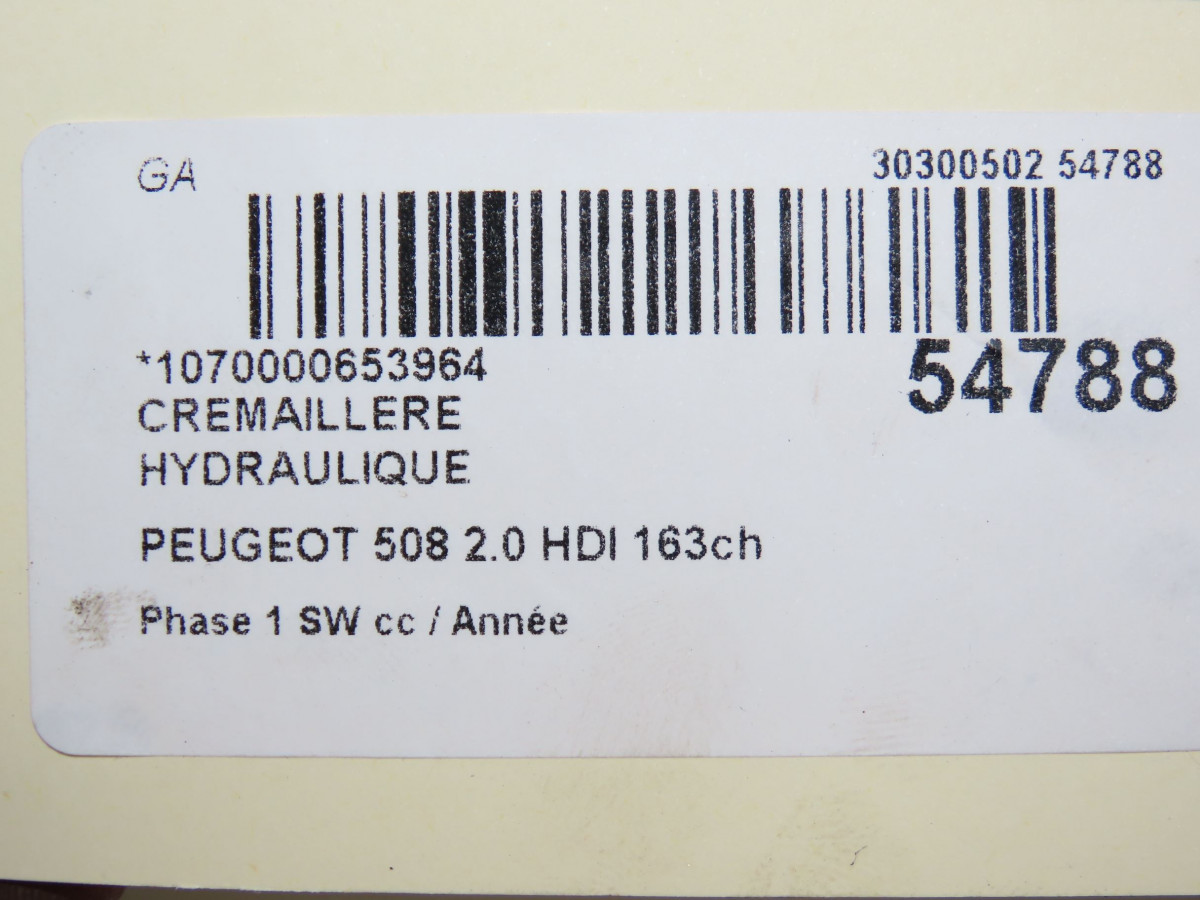 GA
30300502 54788
*1070000653964
54788
CREMAILLERE
HYDRAULIQUE
PEUGEOT 508 2.0 HDI 163ch
Phase 1 SW cc / Année